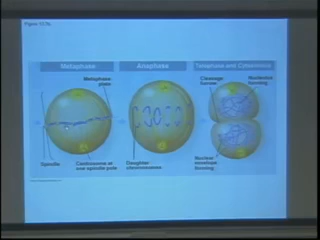 Metaphase
Anaphase
Telophase and Cytokinesis
Metaphase
plate
Cleavage
furrow
Nucleolus
forming
Spindle
Centrosome at
one spindle pole
Daughter
chromosomes
Nuclear
envelope
forming